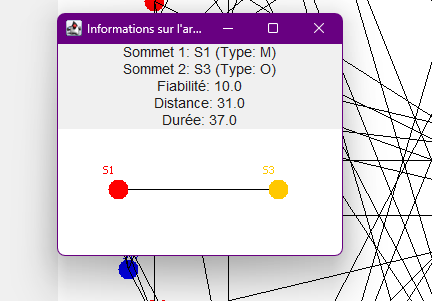 Informations sur l'ar...
Sommet 1: S1 (Type: M)
Sommet 2: S3 (Type: O)
Fiabilité: 10.0
Distance: 31.0
Durée: 37.0
S1
S3